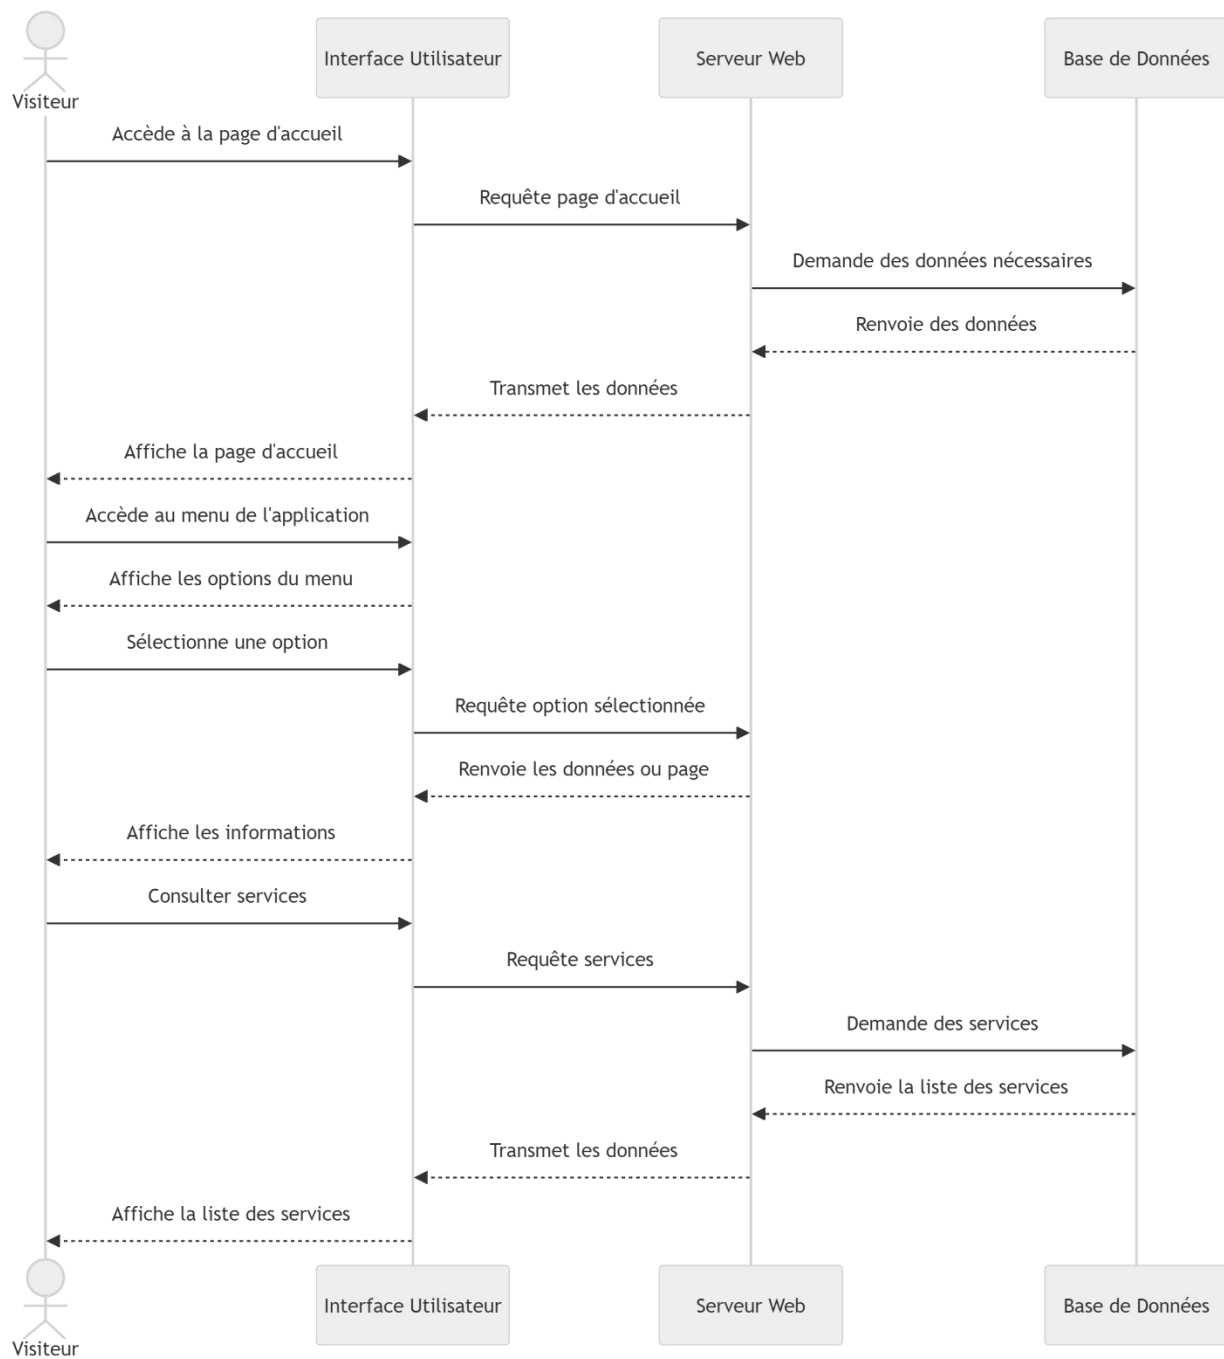 Visiteur
Interface Utilisateur
Serveur Web
Base de Données
Accède à la page d'accueil
Requête page d'accueil
Demande des données nécessaires
Renvoie des données
Transmet les données
Affiche la page d'accueil
Accède au menu de l'application
Affiche les options du menu
Sélectionne une option
Requête option sélectionnée
Renvoie les données ou page
Affiche les informations
Consulter services
Requête services
Demande des services
Renvoie la liste des services
Transmet les données
Affiche la liste des services
Visiteur
Interface Utilisateur
Serveur Web
Base de Données